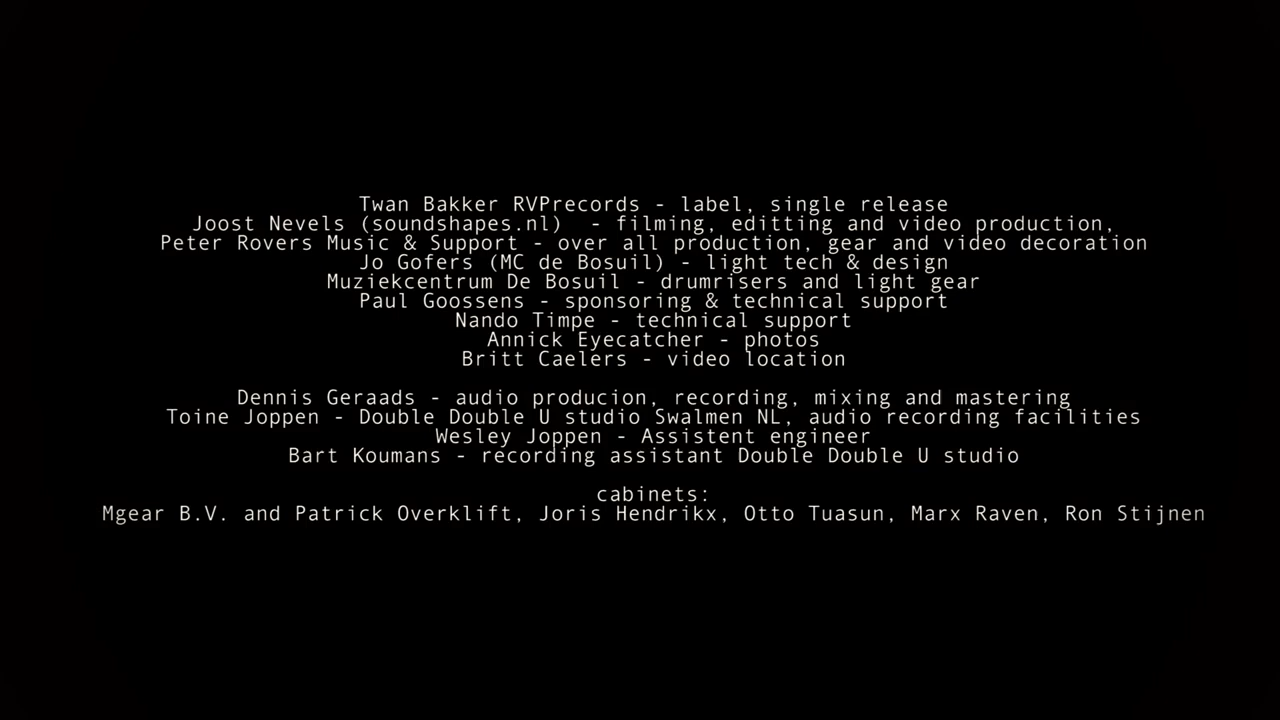 Twan Bakker RVPrecords - label, single release
Joost Nevels (soundshapes.nl)  - filming, editting and video production,
Peter Rovers Music & Support - over all production, gear and video decoration
Jo Gofers (MC de Bosuil) - light tech & design
Muziekcentrum De Bosuil - drumrisers and light gear
Paul Goossens - sponsoring & technical support
Nando Timpe - technical support
Annick Eyecatcher - photos
Britt Caelers - video location
Dennis Geraads - audio producion, recording, mixing and mastering
Toine Joppen - Double Double U studio Swalmen NL, audio recording facilities
Wesley Joppen - Assistent engineer
Bart Koumans - recording assistant Double Double U studio
cabinets:
Mgear B.V. and Patrick Overklift, Joris Hendrikx, Otto Tuasun, Marx Raven, Ron Stijnen